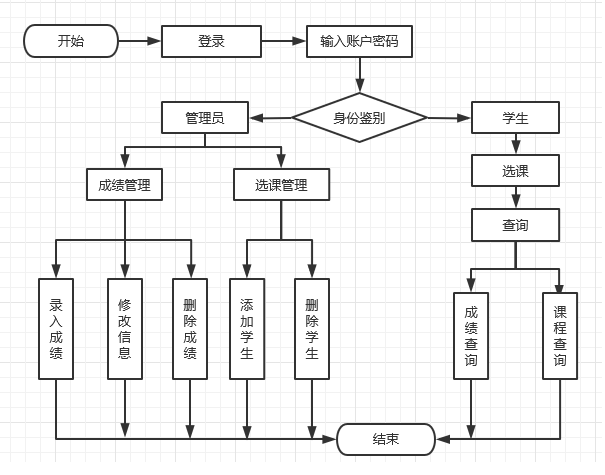 开始
登录
输入账户密码
管理员
身份鉴别
学生
成绩管理
选课管理
选课
查询
录入成绩
修改信息
删除成绩
添加学生
删除学生
成绩查询
课程查询
结束